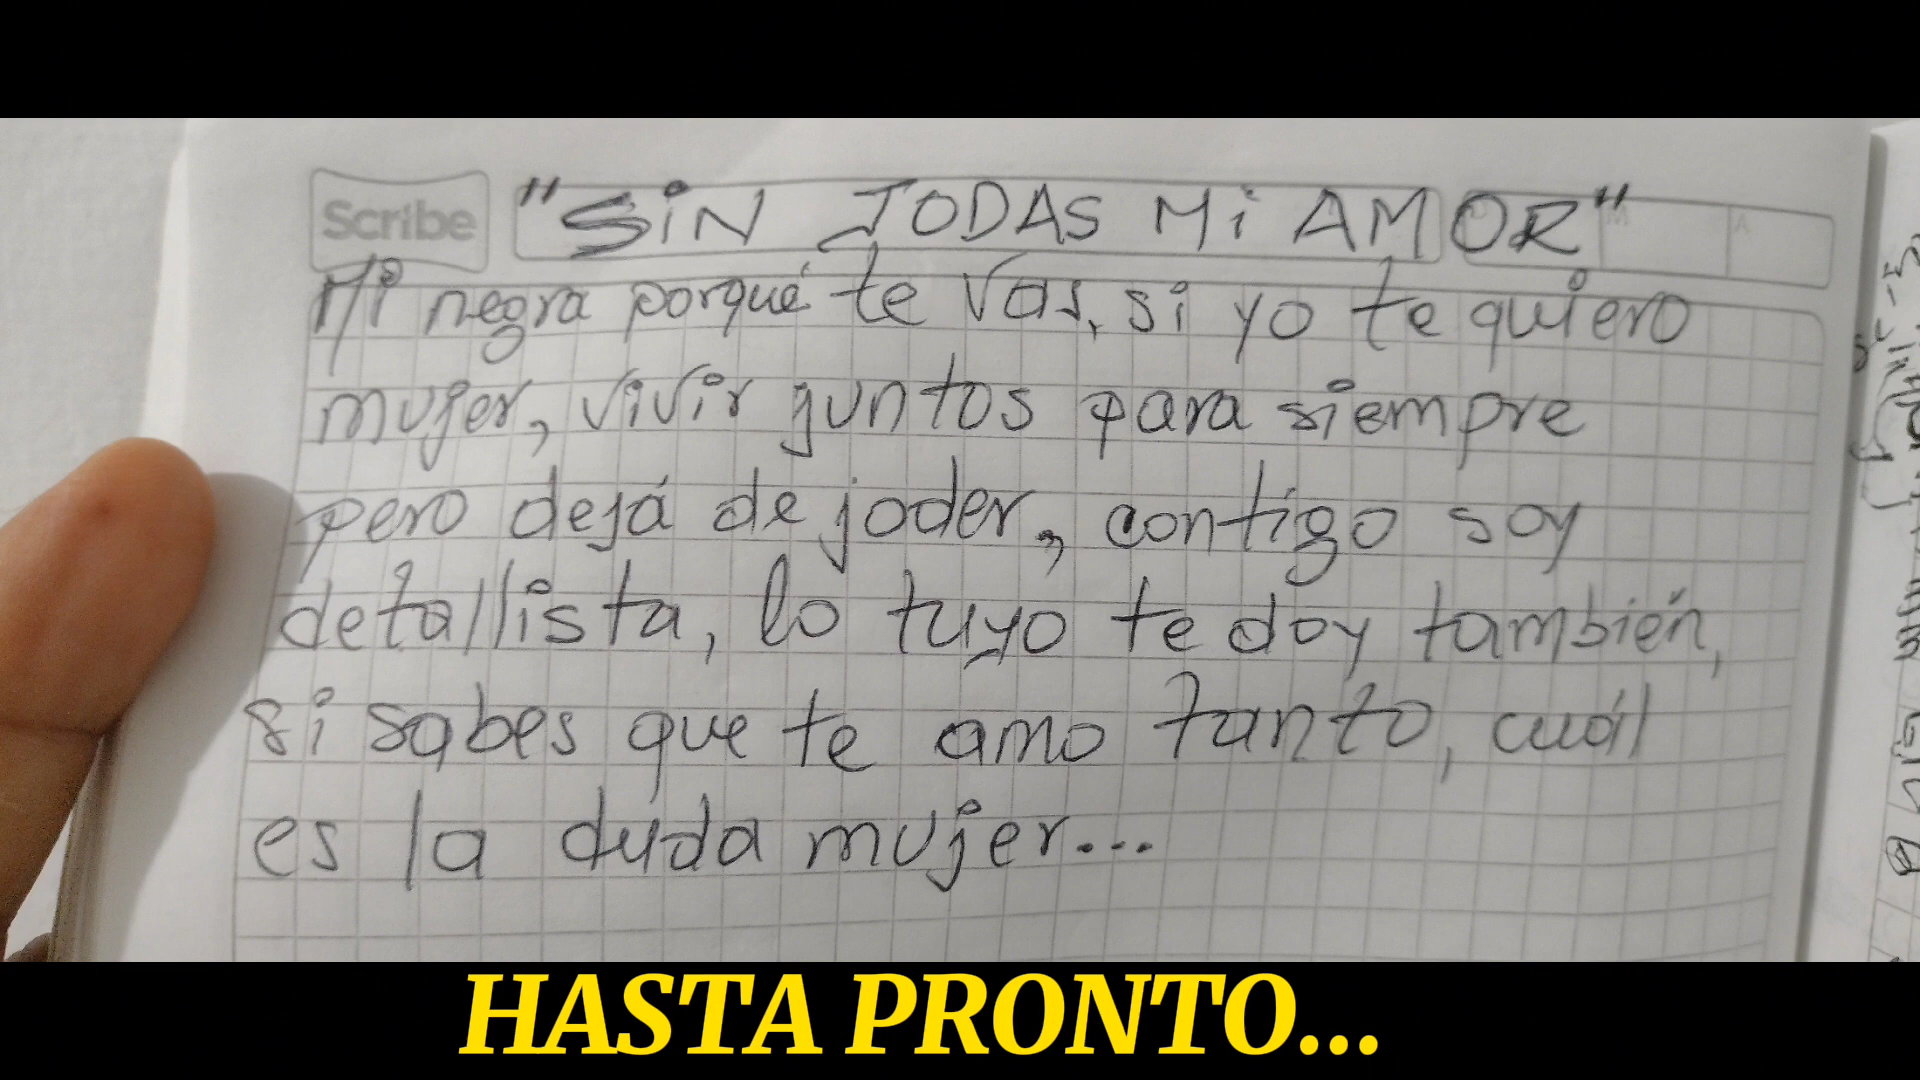 Scribe
"SiN JODAS Mi AMOR"
Mi negra porqué te vas, si yo te quiero
mujer, vivir juntos para siempre
pero dejá de joder, contigo soy
detallista, lo tuyo te doy también,
si sabes que te amo tanto, cuál
es la duda mujer...
HASTA PRONTO...